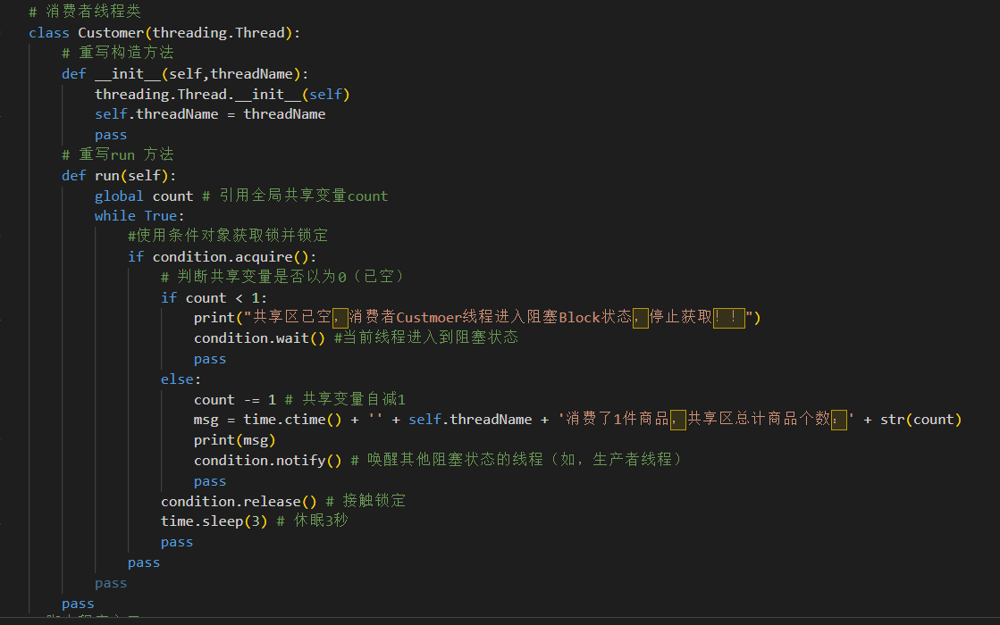 # 消费者线程类
class Customer(threading.Thread):
# 重写构造方法
def __init__(self,threadName):
threading.Thread.__init__(self)
self.threadName = threadName
pass
# 重写run 方法
def run(self):
global count # 引用全局共享变量count
while True:
#使用条件对象获取锁并锁定
if condition.acquire():
# 判断共享变量是否以为0（已空）
if count < 1:
print("共享区已空，消费者Custmoer线程进入阻塞Block状态，停止获取！！")
condition.wait() #当前线程进入到阻塞状态
pass
else:
count -= 1 # 共享变量自减1
msg = time.ctime() + '' + self.threadName + '消费了1件商品，共享区总计商品个数：' + str(count)
print(msg)
condition.notify() # 唤醒其他阻塞状态的线程（如，生产者线程）
pass
condition.release() # 接触锁定
time.sleep(3) # 休眠3秒
pass
pass
pass
pass